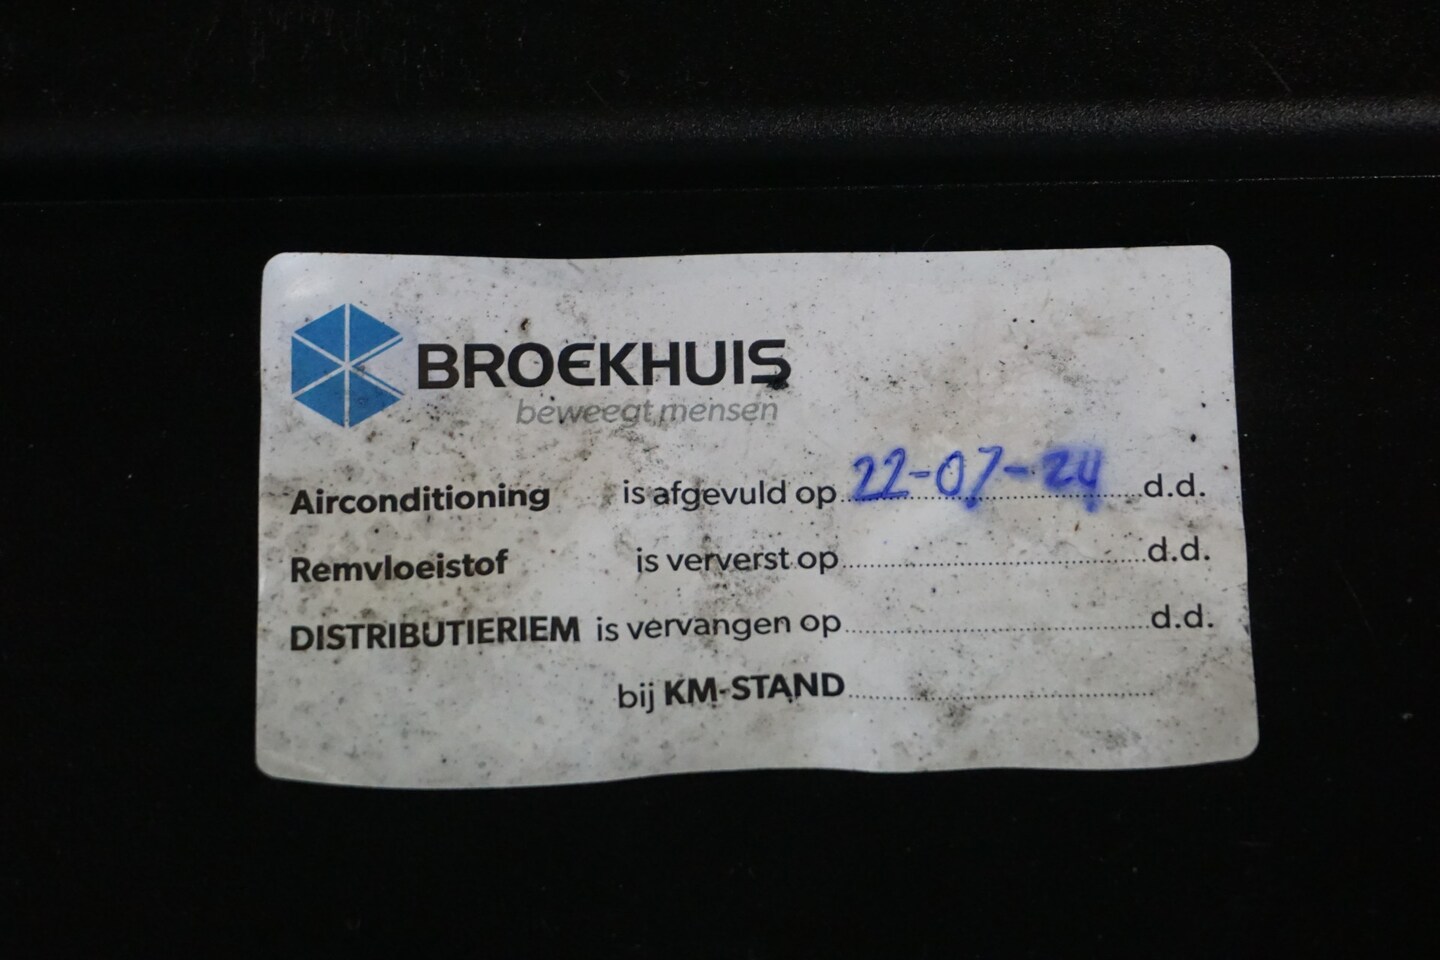 BROEKHUIS
beweegt mensen
Airconditioning is afgevuld op 22-07-24 d.d.
Remvloeistof is ververst op d.d.
DISTRIBUTIERIEM is vervangen op d.d.
bij KM-STAND